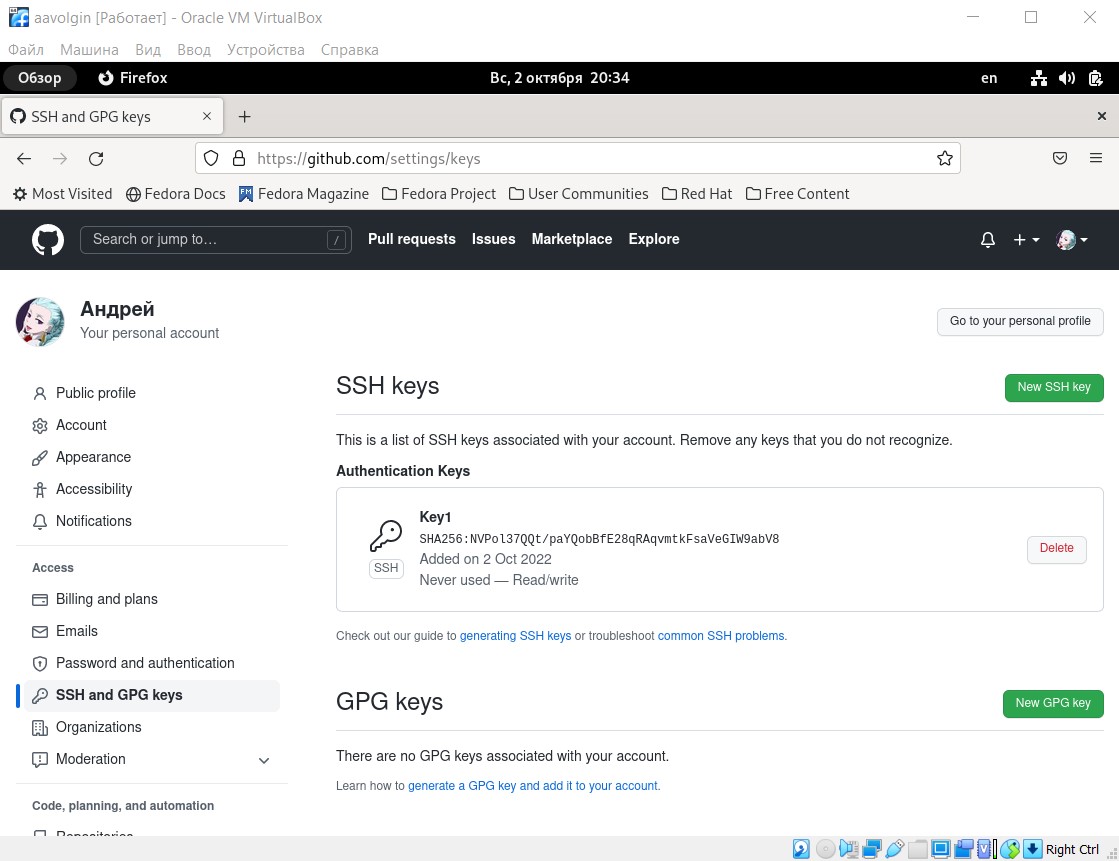 aavolgin [Работает] - Oracle VM VirtualBox
Файл Машина Вид Ввод Устройства Справка
Обзор Firefox Вс, 2 октября 20:34 en
SSH and GPG keys
https://github.com/settings/keys
Most Visited Fedora Docs Fedora Magazine Fedora Project User Communities Red Hat Free Content
Search or jump to… / Pull requests Issues Marketplace Explore
Андрей
Your personal account
Go to your personal profile
Public profile
Account
Appearance
Accessibility
Notifications
Access
Billing and plans
Emails
Password and authentication
SSH and GPG keys
Organizations
Moderation
Code, planning, and automation
Repositories
SSH keys
New SSH key
This is a list of SSH keys associated with your account. Remove any keys that you do not recognize.
Authentication Keys
Key1
SHA256:NVPol37QQt/paYQobBfE28qRAqvmtkFsaVeGIW9abV8
Added on 2 Oct 2022
Never used — Read/write
SSH
Delete
Check out our guide to generating SSH keys or troubleshoot common SSH problems.
GPG keys
New GPG key
There are no GPG keys associated with your account.
Learn how to generate a GPG key and add it to your account.
Right Ctrl